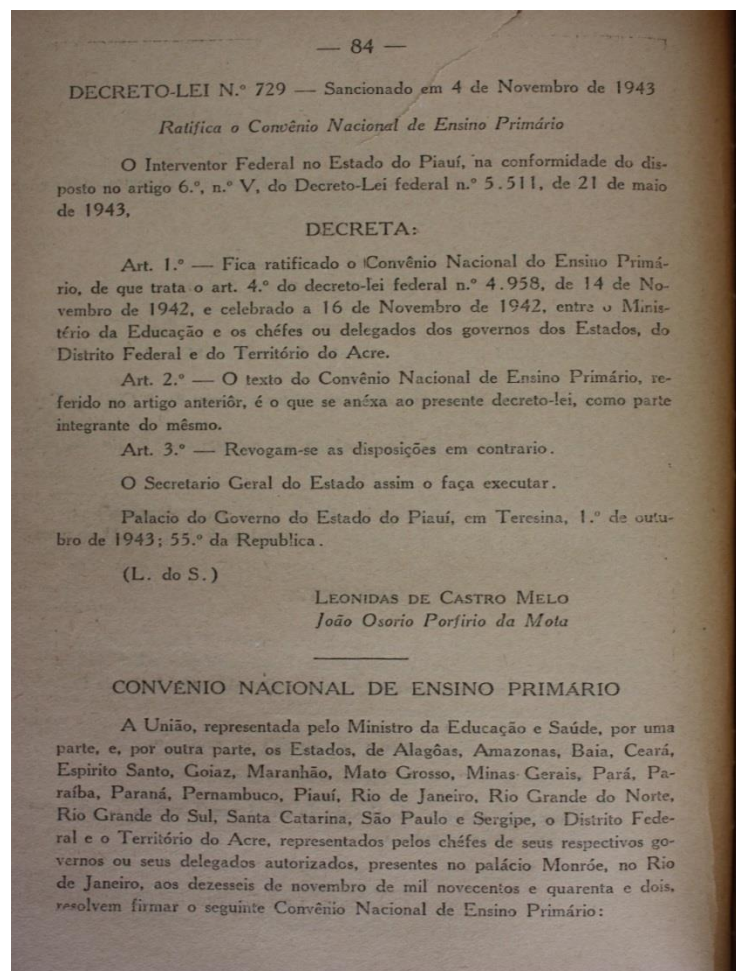 — 84 —
DECRETO-LEI N.º 729 — Sancionado em 4 de Novembro de 1943
Ratifica o Convênio Nacional de Ensino Primário
O Interventor Federal no Estado do Piauí, na conformidade do dis-
posto no artigo 6.º, n.º V, do Decreto-Lei federal n.º 5.511, de 21 de maio
de 1943,
DECRETA:
Art. 1.º — Fica ratificado o Convênio Nacional do Ensino Primá-
rio, de que trata o art. 4.º do decreto-lei federal n.º 4.958, de 14 de No-
vembro de 1942, e celebrado a 16 de Novembro de 1942, entre o Minis-
tério da Educação e os chéfes ou delegados dos governos dos Estados, do
Distrito Federal e do Território do Acre.
Art. 2.º — O texto do Convênio Nacional de Ensino Primário, re-
ferido no artigo anteriôr, é o que se anéxa ao presente decreto-lei, como parte
integrante do mêsmo.
Art. 3.º — Revogam-se as disposições em contrario.
O Secretario Geral do Estado assim o faça executar.
Palacio do Governo do Estado do Piauí, em Teresina, 1.º de outu-
bro de 1943; 55.º da Republica.
(L. do S.)
LEONIDAS DE CASTRO MELO
João Osorio Porfirio da Mota
CONVÊNIO NACIONAL DE ENSINO PRIMÁRIO
A União, representada pelo Ministro da Educação e Saúde, por uma
parte, e, por outra parte, os Estados, de Alagôas, Amazonas, Baia, Ceará,
Espirito Santo, Goiaz, Maranhão, Mato Grosso, Minas Gerais, Pará, Pa-
raíba, Paraná, Pernambuco, Piauí, Rio de Janeiro, Rio Grande do Norte,
Rio Grande do Sul, Santa Catarina, São Paulo e Sergipe, o Distrito Fede-
ral e o Território do Acre, representados pelos chéfes de seus respectivos go-
vernos ou seus delegados autorizados, presentes no palácio Monróe, no Rio
de Janeiro, aos dezesseis de novembro de mil novecentos e quarenta e dois,
resolvem firmar o seguinte Convênio Nacional de Ensino Primário: